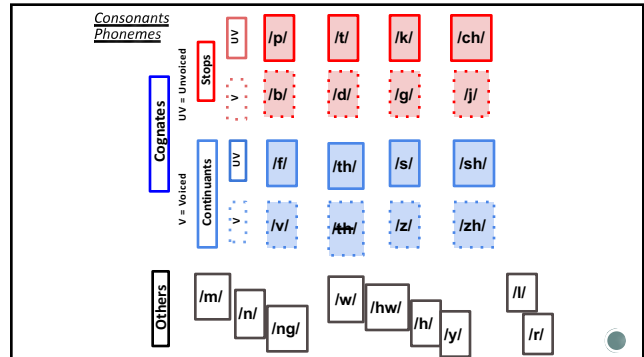 Consonants
Phonemes
Cognates
UV = Unvoiced
V = Voiced
Stops
UV
/p/ /t/ /k/ /ch/
V
/b/ /d/ /g/ /j/
Continuants
UV
/f/ /th/ /s/ /sh/
V
/v/ /th/ /z/ /zh/
Others
/m/ /n/ /ng/ /w/ /hw/ /h/ /y/ /l/ /r/